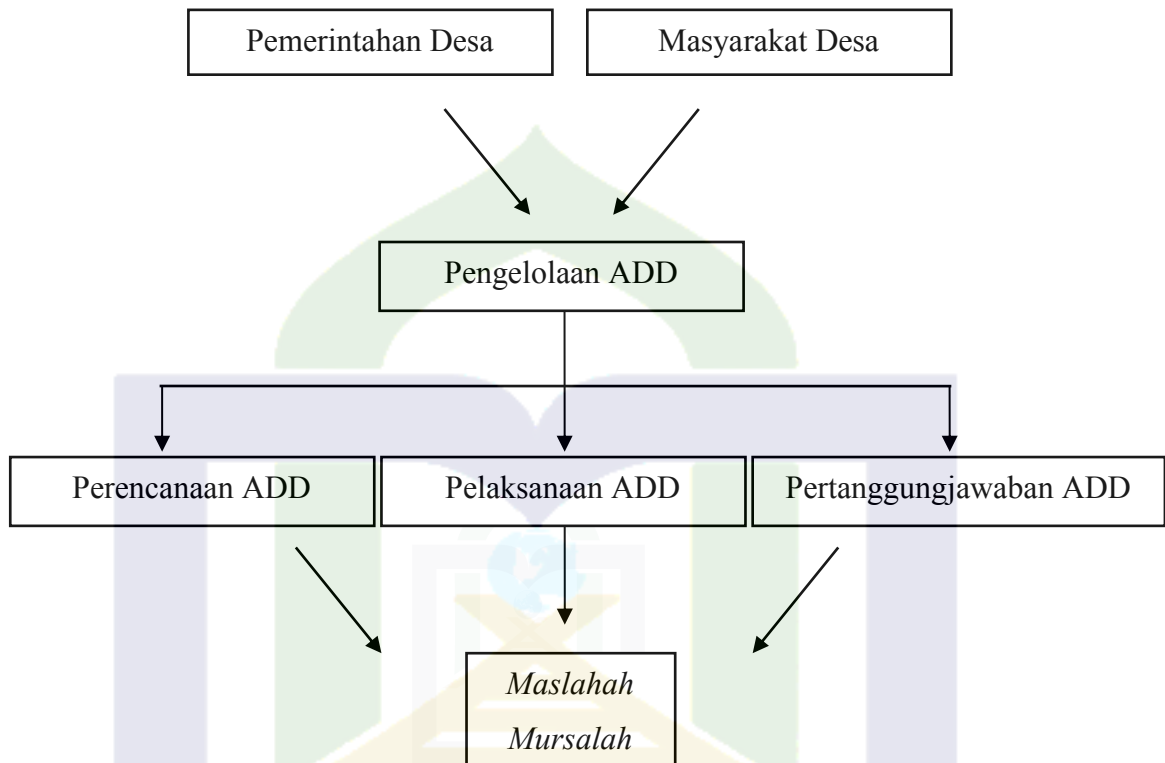 Pemerintahan Desa
Masyarakat Desa
Pengelolaan ADD
Perencanaan ADD
Pelaksanaan ADD
Pertanggungjawaban ADD
Maslahah
Mursalah